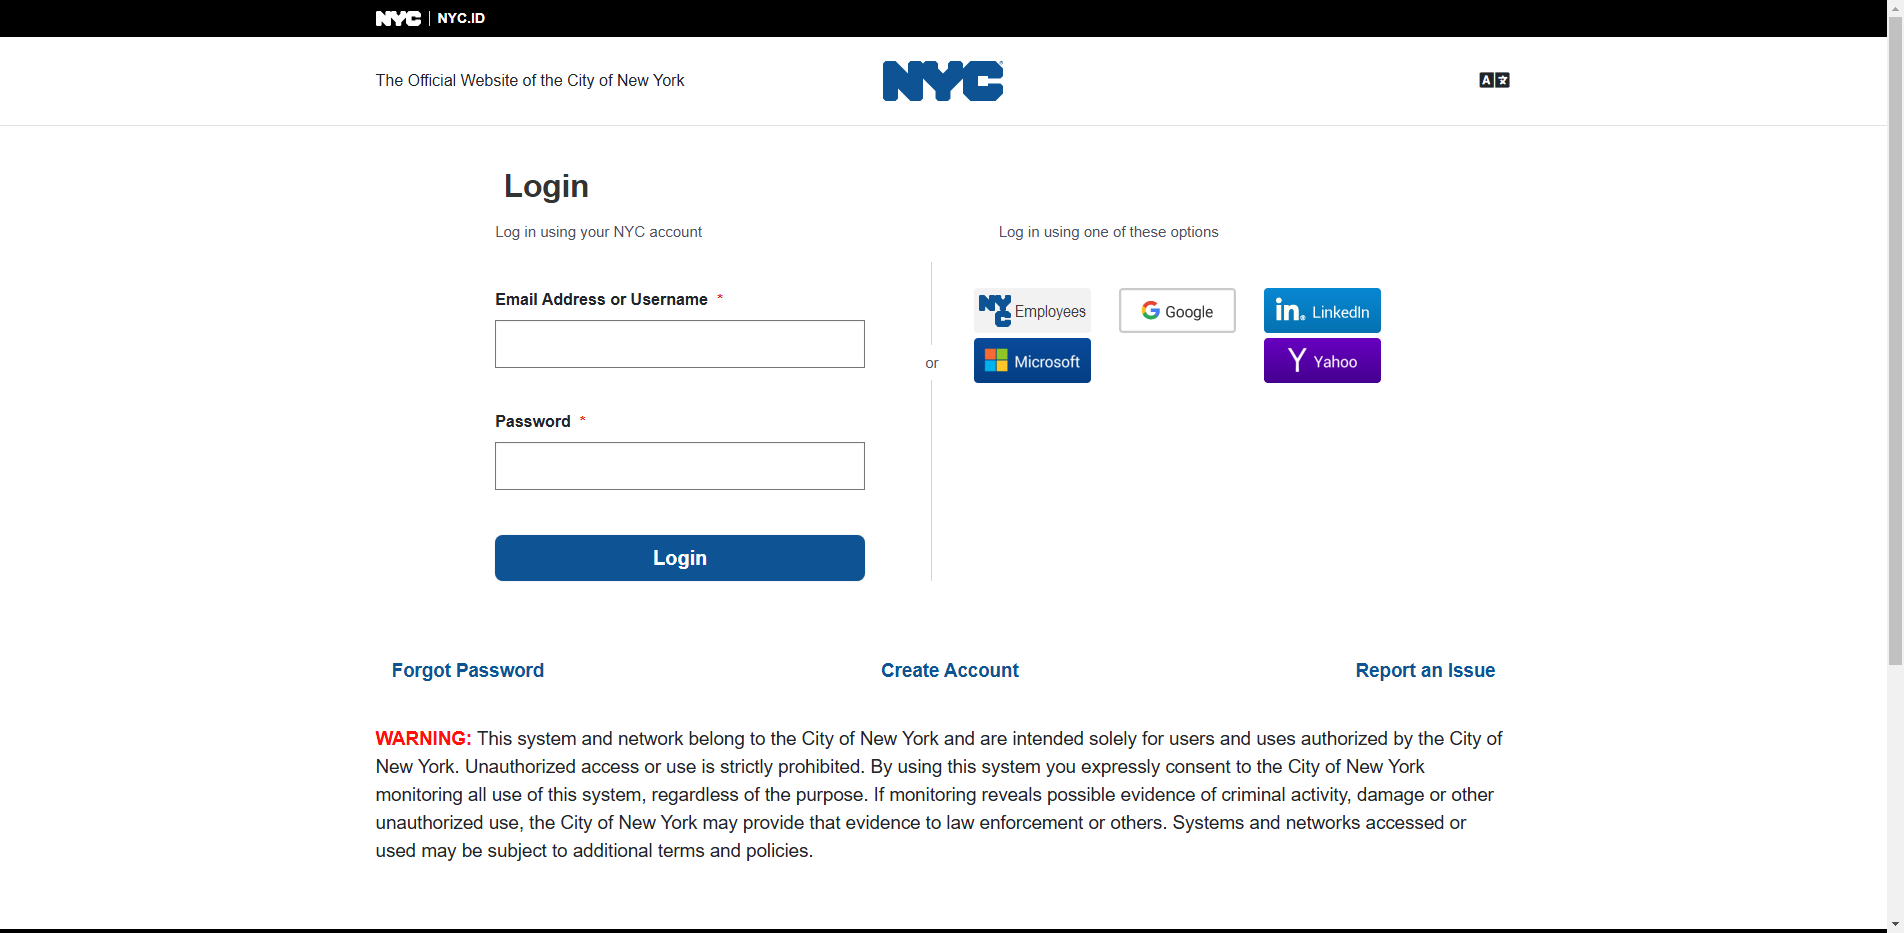 NYC | NYC.ID
The Official Website of the City of New York
NYC
A
Login
Log in using your NYC account
Log in using one of these options
Email Address or Username *
NYC Employees
Google
LinkedIn
Microsoft
Yahoo
or
Password *
Login
Forgot Password
Create Account
Report an Issue
WARNING: This system and network belong to the City of New York and are intended solely for users and uses authorized by the City of
New York. Unauthorized access or use is strictly prohibited. By using this system you expressly consent to the City of New York
monitoring all use of this system, regardless of the purpose. If monitoring reveals possible evidence of criminal activity, damage or other
unauthorized use, the City of New York may provide that evidence to law enforcement or others. Systems and networks accessed or
used may be subject to additional terms and policies.